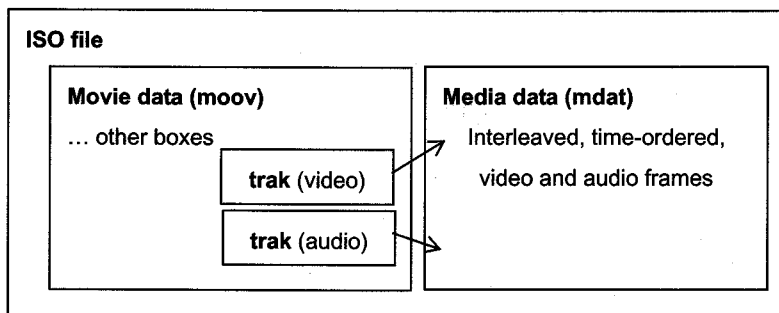 ISO file
Movie data (moov)
… other boxes
trak (video)
trak (audio)
Media data (mdat)
Interleaved, time-ordered,
video and audio frames